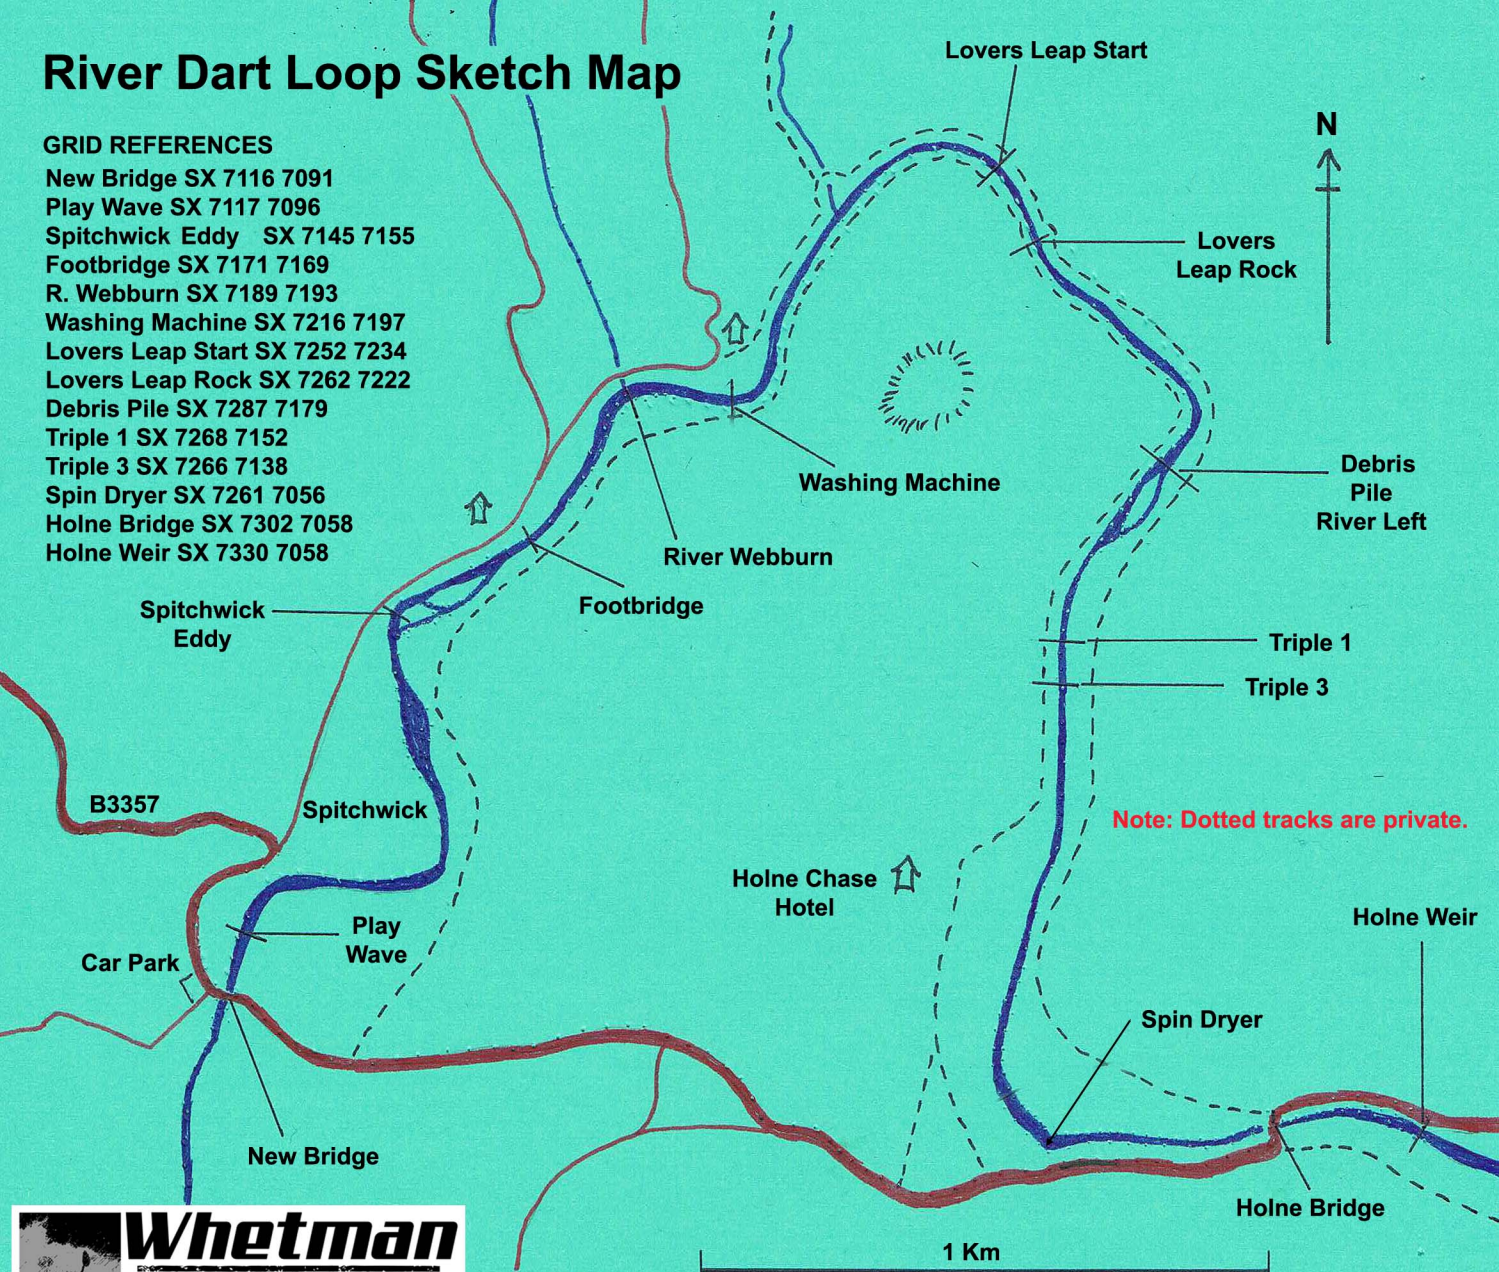 River Dart Loop Sketch Map
GRID REFERENCES
New Bridge SX 7116 7091
Play Wave SX 7117 7096
Spitchwick Eddy SX 7145 7155
Footbridge SX 7171 7169
R. Webburn SX 7189 7193
Washing Machine SX 7216 7197
Lovers Leap Start SX 7252 7234
Lovers Leap Rock SX 7262 7222
Debris Pile SX 7287 7179
Triple 1 SX 7268 7152
Triple 3 SX 7266 7138
Spin Dryer SX 7261 7056
Holne Bridge SX 7302 7058
Holne Weir SX 7330 7058
Lovers Leap Start
N
Lovers
Leap Rock
Washing Machine
Debris
Pile
River Left
River Webburn
Footbridge
Spitchwick
Eddy
Triple 1
Triple 3
B3357
Spitchwick
Note: Dotted tracks are private.
Holne Chase
Hotel
Holne Weir
Play
Wave
Car Park
Spin Dryer
New Bridge
Holne Bridge
Whetman
1 Km